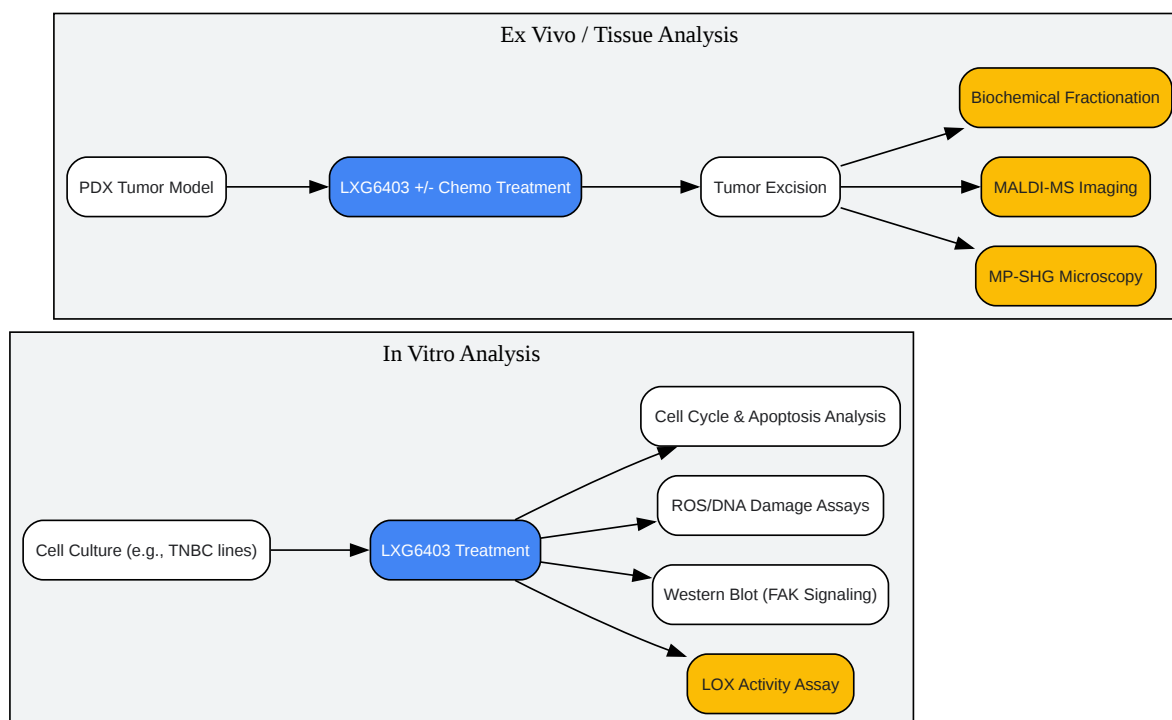 Ex Vivo / Tissue Analysis
Biochemical Fractionation
PDX Tumor Model
LXG6403 +/- Chemo Treatment
Tumor Excision
MALDI-MS Imaging
MP-SHG Microscopy
In Vitro Analysis
Cell Cycle & Apoptosis Analysis
ROS/DNA Damage Assays
Cell Culture (e.g., TNBC lines)
LXG6403 Treatment
Western Blot (FAK Signaling)
LOX Activity Assay